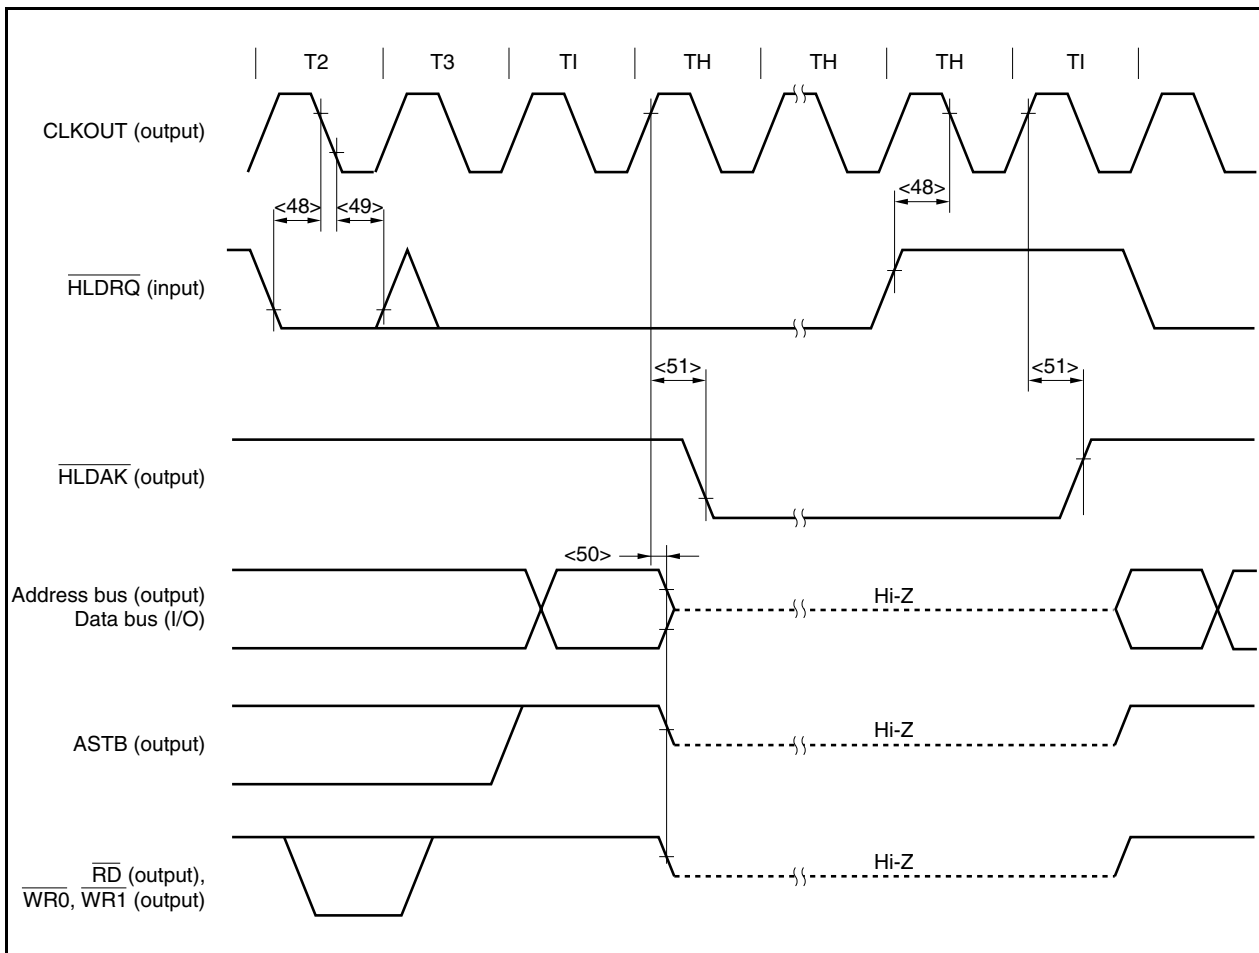 T2 T3 TI TH TH TH TI
CLKOUT (output)
<48> <49> <48>
HLDRQ (input)
<51> <51>
HLDAK (output)
<50>
Address bus (output)
Data bus (I/O)
Hi-Z
ASTB (output)
Hi-Z
RD (output),
WR0, WR1 (output)
Hi-Z